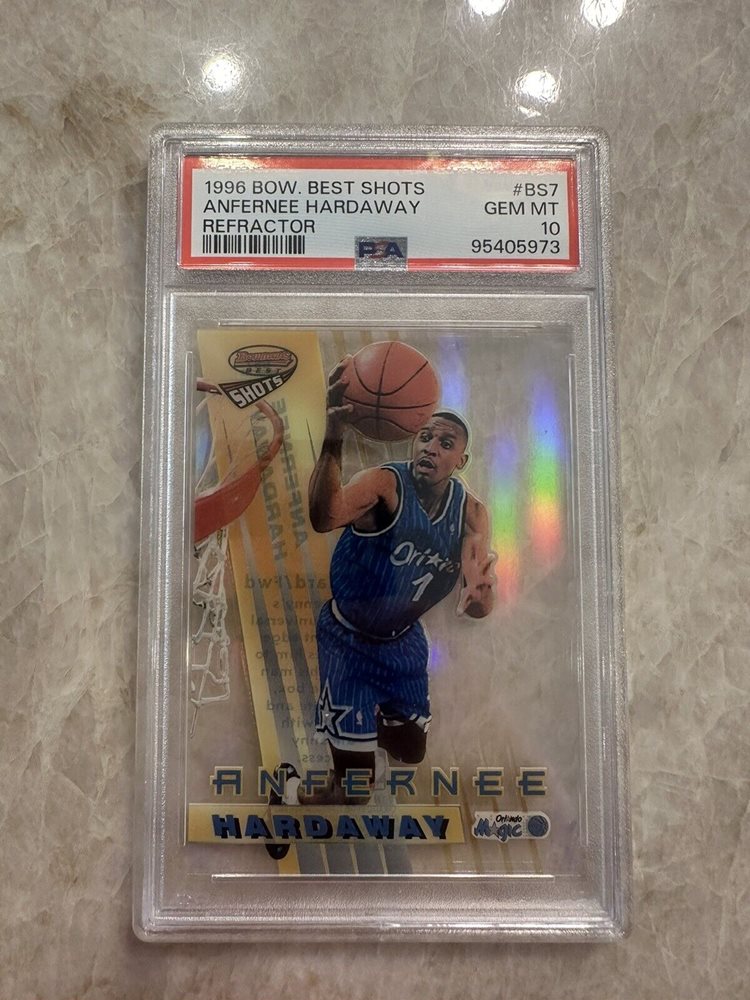 1996 BOW. BEST SHOTS #BS7
ANFERNEE HARDAWAY GEM MT
REFRACTOR 10
PSA 95405973
BOWMAN'S
BEST
SHOTS
ANFERNEE
HARDAWAY
Orlando
1
ANFERNEE
HARDAWAY
Orlando
Magic